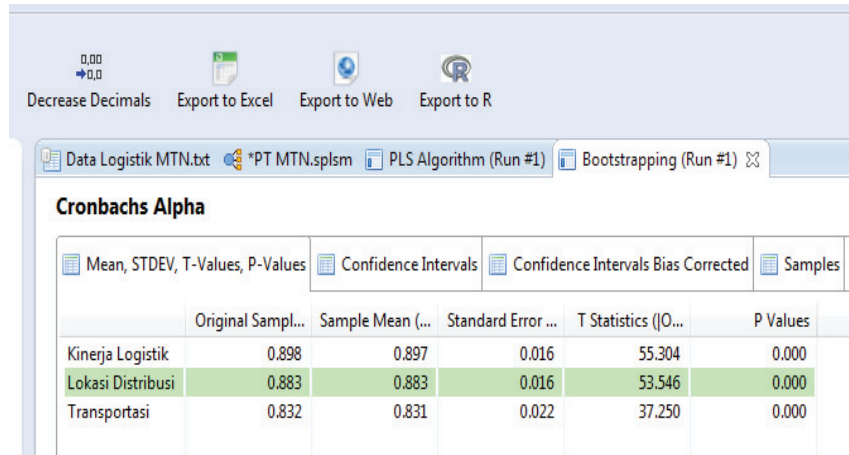 0,00
0,0
Decrease Decimals Export to Excel Export to Web Export to R
Data Logistik MTN.txt *PT MTN.splsm PLS Algorithm (Run #1) Bootstrapping (Run #1)
Cronbachs Alpha
Mean, STDEV, T-Values, P-Values Confidence Intervals Confidence Intervals Bias Corrected Samples
Original Sampl... Sample Mean (... Standard Error ... T Statistics (|O... P Values
Kinerja Logistik 0.898 0.897 0.016 55.304 0.000
Lokasi Distribusi 0.883 0.883 0.016 53.546 0.000
Transportasi 0.832 0.831 0.022 37.250 0.000